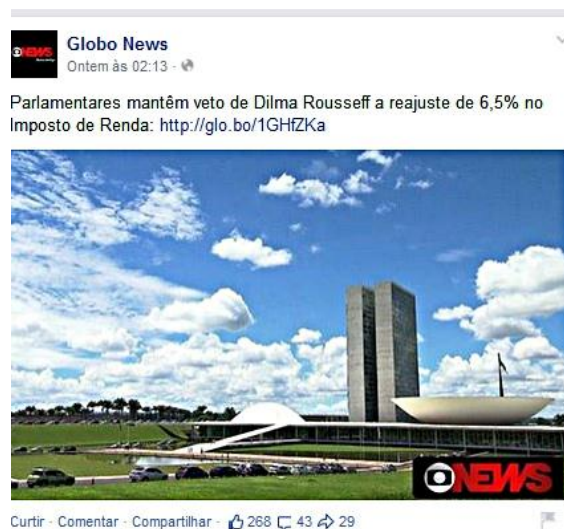 Globo News
Ontem às 02:13
Parlamentares mantêm veto de Dilma Rousseff a reajuste de 6,5% no
Imposto de Renda: http://glo.bo/1GHfZKa
NEWS
Curtir · Comentar · Compartilhar · 268 43 29